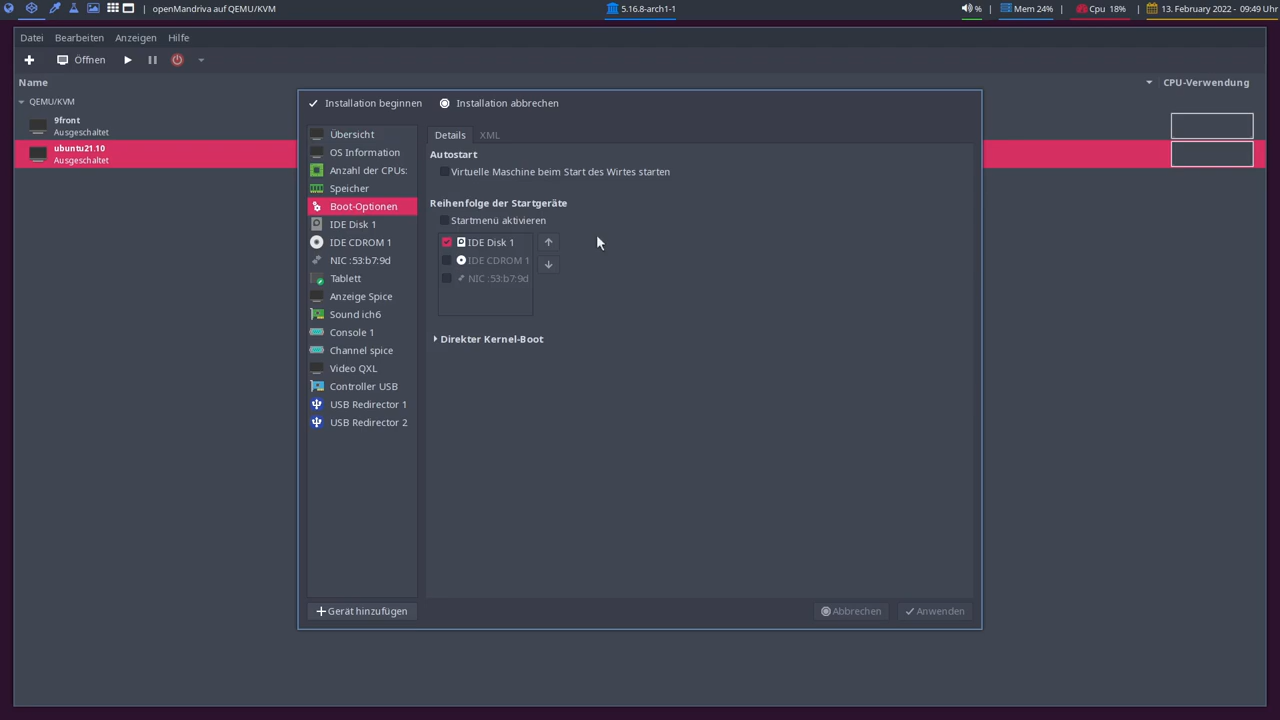 openMandriva auf QEMU/KVM
5.16.8-arch1-1
%
Mem 24%
Cpu 18%
13. February 2022 - 09:49 Uhr
Datei Bearbeiten Anzeigen Hilfe
Öffnen
Name
CPU-Verwendung
QEMU/KVM
9front
Ausgeschaltet
ubuntu21.10
Ausgeschaltet
Installation beginnen
Installation abbrechen
Übersicht
OS Information
Anzahl der CPUs:
Speicher
Boot-Optionen
IDE Disk 1
IDE CDROM 1
NIC :53:b7:9d
Tablett
Anzeige Spice
Sound ich6
Console 1
Channel spice
Video QXL
Controller USB
USB Redirector 1
USB Redirector 2
Gerät hinzufügen
Details XML
Autostart
Virtuelle Maschine beim Start des Wirtes starten
Reihenfolge der Startgeräte
Startmenü aktivieren
IDE Disk 1
IDE CDROM 1
NIC :53:b7:9d
Direkter Kernel-Boot
Abbrechen
Anwenden